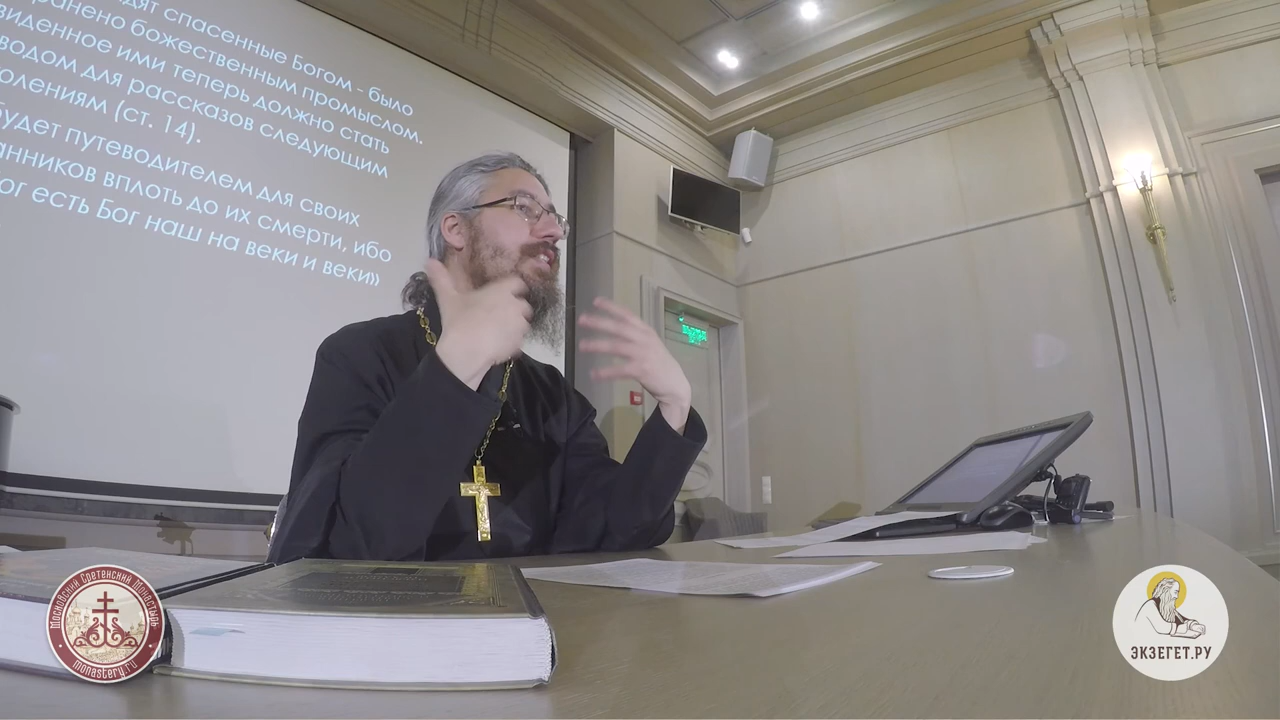 дят спасенные Богом - было
ранено божественным промыслом.
виденное ими теперь должно стать
водом для рассказов следующим
олениям (ст. 14).
будет путеводителем для своих
анников вплоть до их смерти, ибо
ог есть Бог наш на веки и веки»
Московский Сретенский Монастырь
monastery.ru
ЭКЗЕГЕТ.РУ